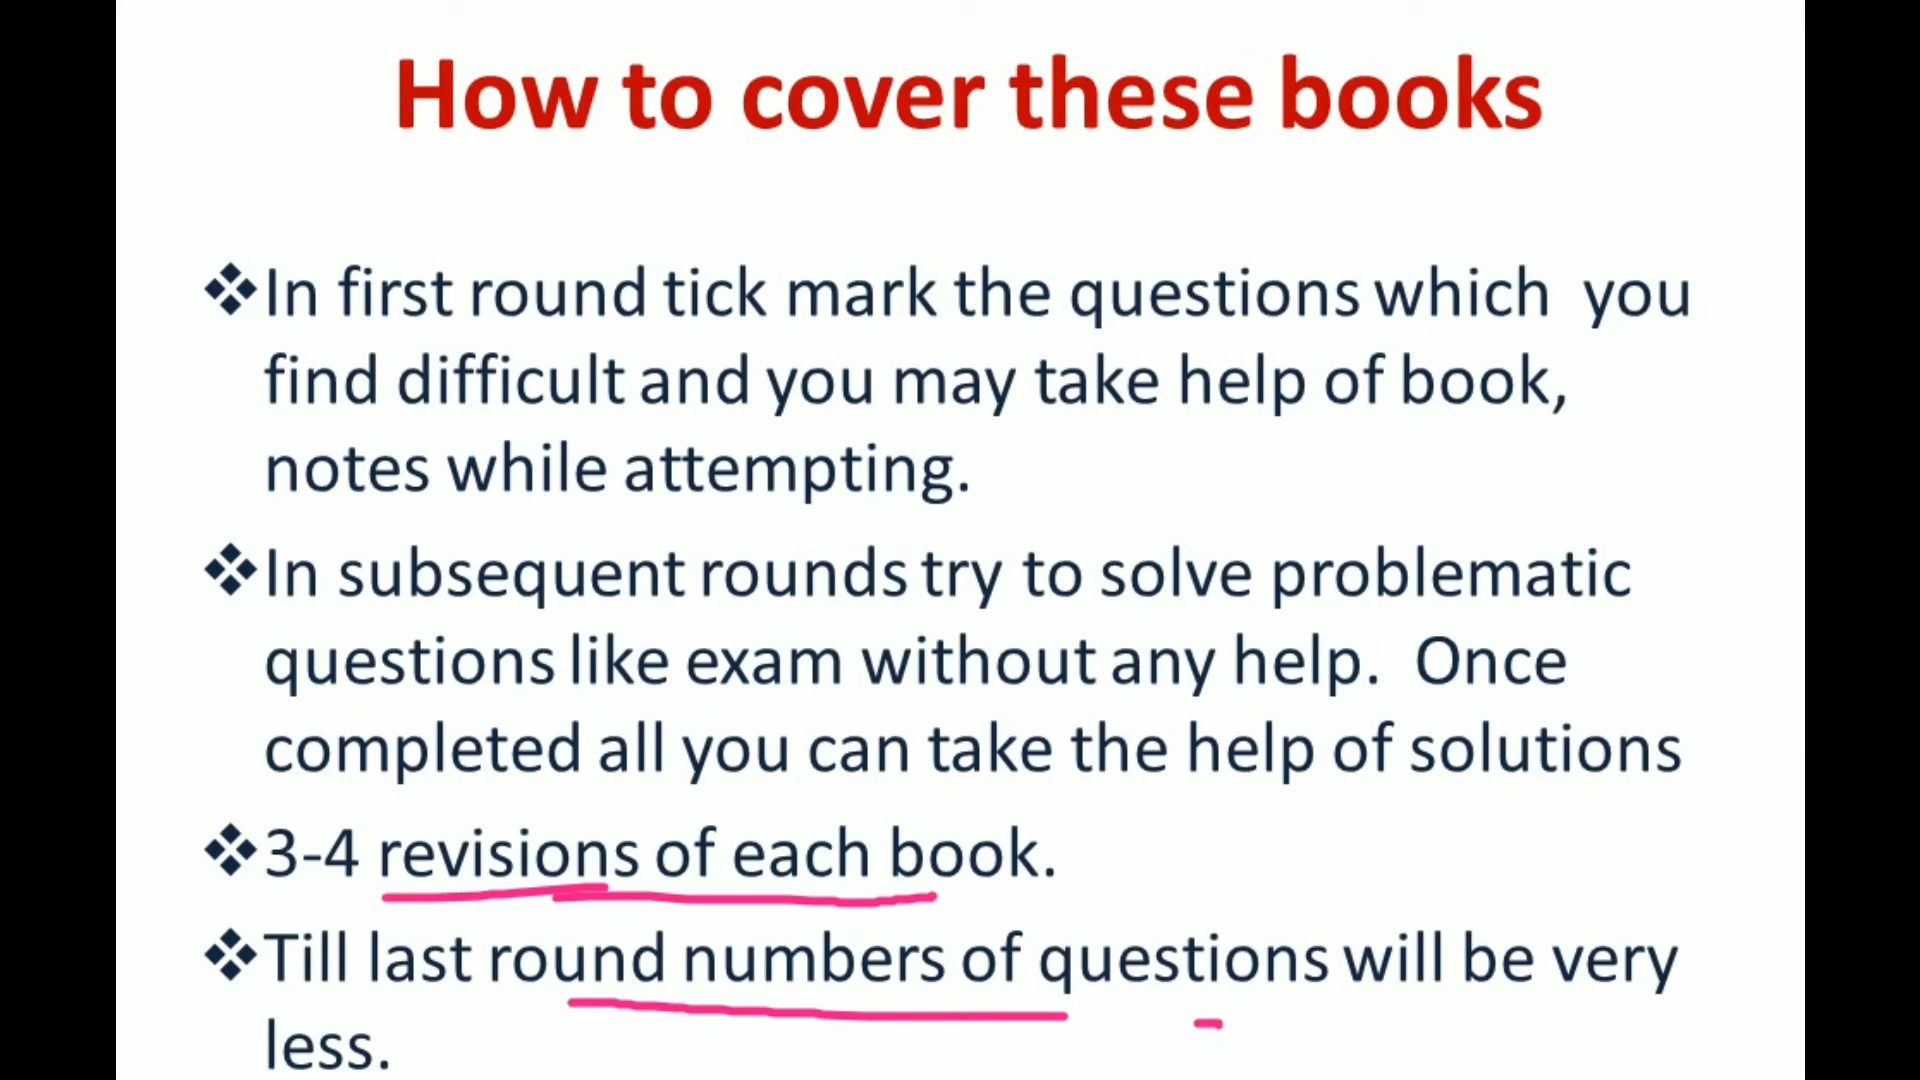 How to cover these books
❖In first round tick mark the questions which you
find difficult and you may take help of book,
notes while attempting.
❖In subsequent rounds try to solve problematic
questions like exam without any help. Once
completed all you can take the help of solutions
❖3-4 revisions of each book.
❖Till last round numbers of questions will be very
less.